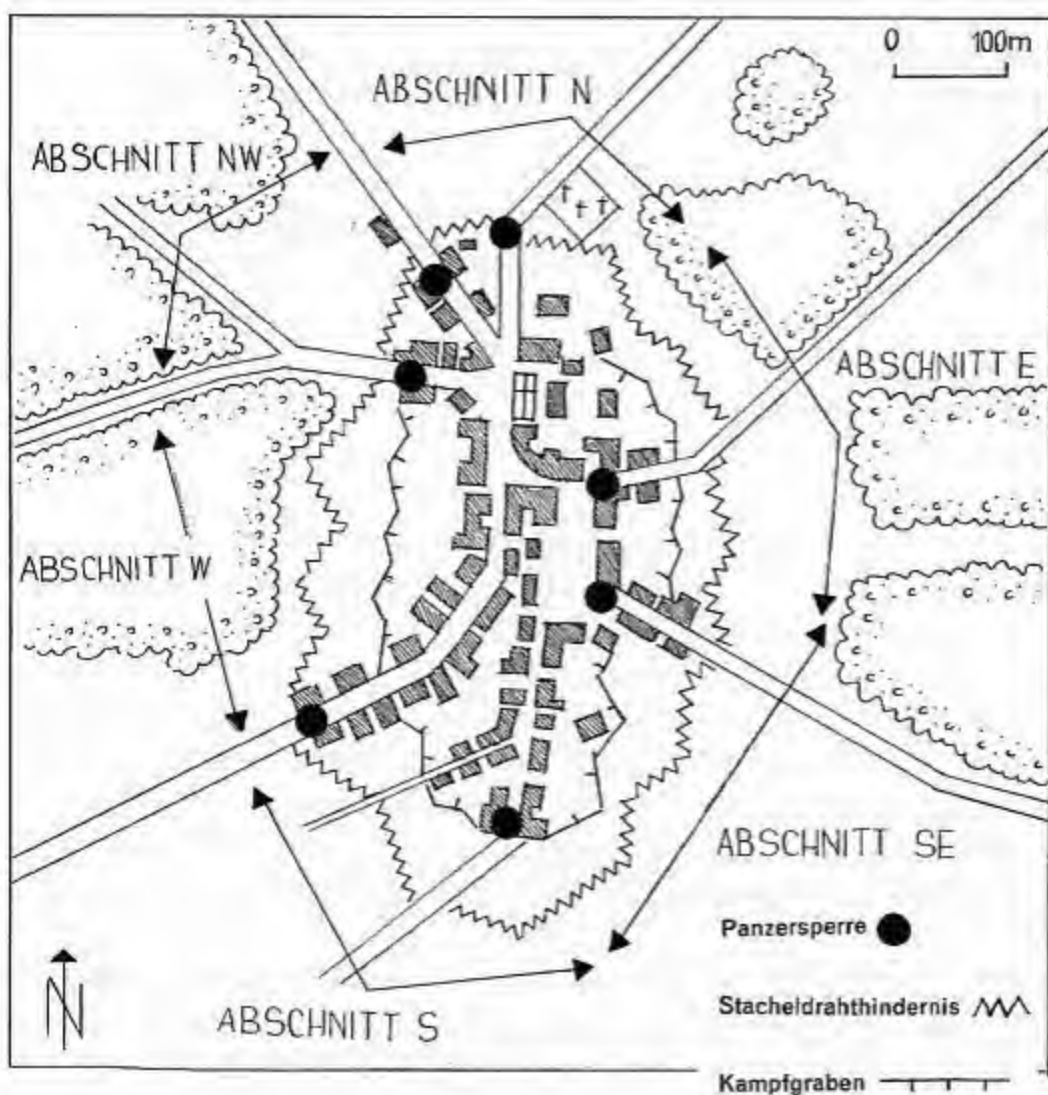 0 100m
ABSCHNITT N
ABSCHNITT NW
ABSCHNITT E
ABSCHNITT W
ABSCHNITT SE
Panzersperre
N
ABSCHNITT S
Stacheldrahthindernis
Kampfgraben